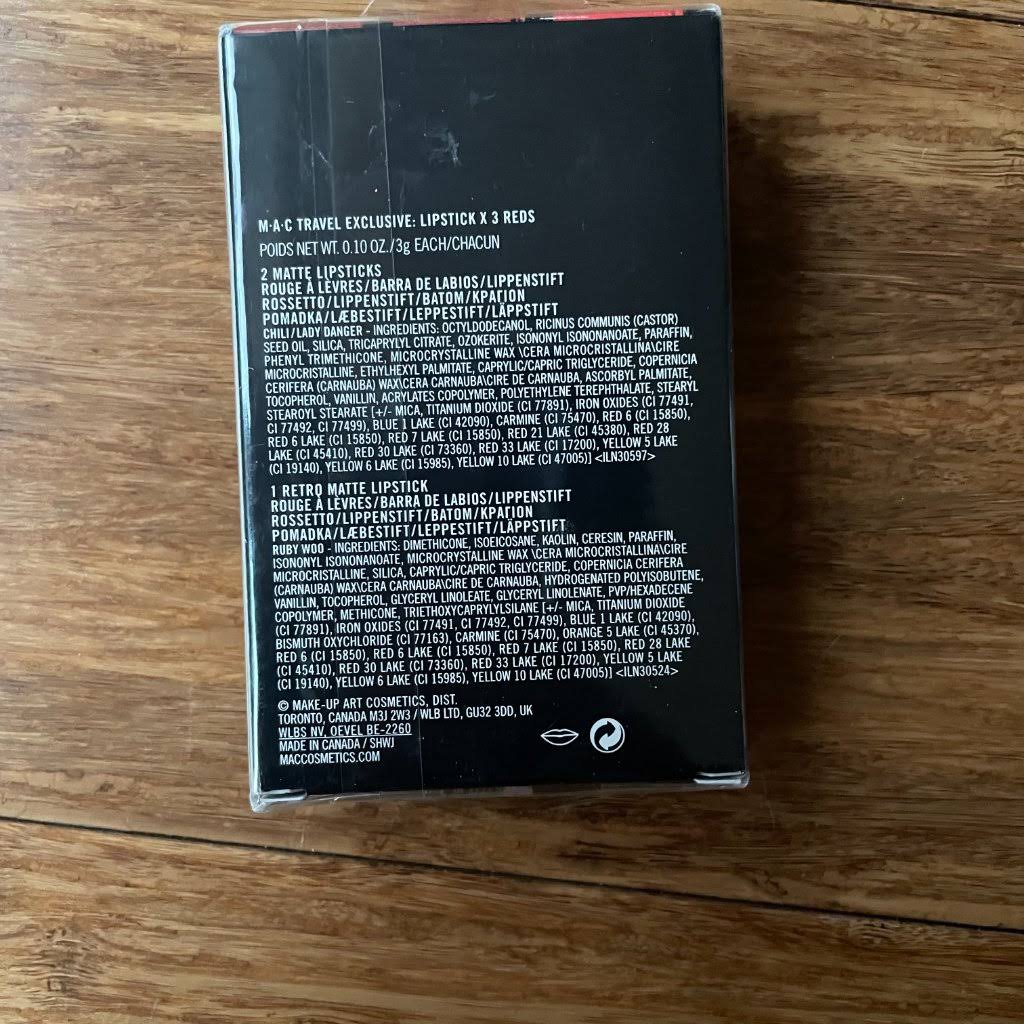 M·A·C TRAVEL EXCLUSIVE: LIPSTICK X 3 REDS
POIDS NET WT. 0.10 OZ./3g EACH/CHACUN
2 MATTE LIPSTICKS
ROUGE À LÈVRES/BARRA DE LABIOS/LIPPENSTIFT
ROSSETTO/LIPPENSTIFT/BATOM/ΚΡΑΓΙΟΝ
POMADKA/LÆBESTIFT/LEPPESTIFT/LÄPPSTIFT
CHILI/LADY DANGER - INGREDIENTS: OCTYLDODECANOL, RICINUS COMMUNIS (CASTOR)
SEED OIL, SILICA, TRICAPRYLYL CITRATE, OZOKERITE, ISONONYL ISONONANOATE, PARAFFIN,
PHENYL TRIMETHICONE, MICROCRYSTALLINE WAX \CERA MICROCRISTALLINA\CIRE
MICROCRISTALLINE, ETHYLHEXYL PALMITATE, CAPRYLIC/CAPRIC TRIGLYCERIDE, COPERNICIA
CERIFERA (CARNAUBA) WAX\CERA CARNAUBA\CIRE DE CARNAUBA, ASCORBYL PALMITATE,
TOCOPHEROL, VANILLIN, ACRYLATES COPOLYMER, POLYETHYLENE TEREPHTHALATE, STEARYL
STEAROYL STEARATE [+/- MICA, TITANIUM DIOXIDE (CI 77891), IRON OXIDES (CI 77491,
CI 77492, CI 77499), BLUE 1 LAKE (CI 42090), CARMINE (CI 75470), RED 6 (CI 15850),
RED 6 LAKE (CI 15850), RED 7 LAKE (CI 15850), RED 21 LAKE (CI 45380), RED 28
LAKE (CI 45410), RED 30 LAKE (CI 73360), RED 33 LAKE (CI 17200), YELLOW 5 LAKE
(CI 19140), YELLOW 6 LAKE (CI 15985), YELLOW 10 LAKE (CI 47005)] <ILN30597>
1 RETRO MATTE LIPSTICK
ROUGE À LÈVRES/BARRA DE LABIOS/LIPPENSTIFT
ROSSETTO/LIPPENSTIFT/BATOM/ΚΡΑΓΙΟΝ
POMADKA/LÆBESTIFT/LEPPESTIFT/LÄPPSTIFT
RUBY WOO - INGREDIENTS: DIMETHICONE, ISOEICOSANE, KAOLIN, CERESIN, PARAFFIN,
ISONONYL ISONONANOATE, MICROCRYSTALLINE WAX \CERA MICROCRISTALLINA\CIRE
MICROCRISTALLINE, SILICA, CAPRYLIC/CAPRIC TRIGLYCERIDE, COPERNICIA CERIFERA
(CARNAUBA) WAX\CERA CARNAUBA\CIRE DE CARNAUBA, HYDROGENATED POLYISOBUTENE,
VANILLIN, TOCOPHEROL, GLYCERYL LINOLEATE, GLYCERYL LINOLENATE, PVP/HEXADECENE
COPOLYMER, METHICONE, TRIETHOXYCAPRYLYLSILANE [+/- MICA, TITANIUM DIOXIDE
(CI 77891), IRON OXIDES (CI 77491, CI 77492, CI 77499), BLUE 1 LAKE (CI 42090),
BISMUTH OXYCHLORIDE (CI 77163), CARMINE (CI 75470), ORANGE 5 LAKE (CI 45370),
RED 6 (CI 15850), RED 6 LAKE (CI 15850), RED 7 LAKE (CI 15850), RED 28 LAKE
(CI 45410), RED 30 LAKE (CI 73360), RED 33 LAKE (CI 17200), YELLOW 5 LAKE
(CI 19140), YELLOW 6 LAKE (CI 15985), YELLOW 10 LAKE (CI 47005)] <ILN30524>
© MAKE-UP ART COSMETICS, DIST.
TORONTO, CANADA M3J 2W3 / WLB LTD, GU32 3DD, UK
WLBS NV, OEVEL BE-2260
MADE IN CANADA / SHWJ
MACCOSMETICS.COM